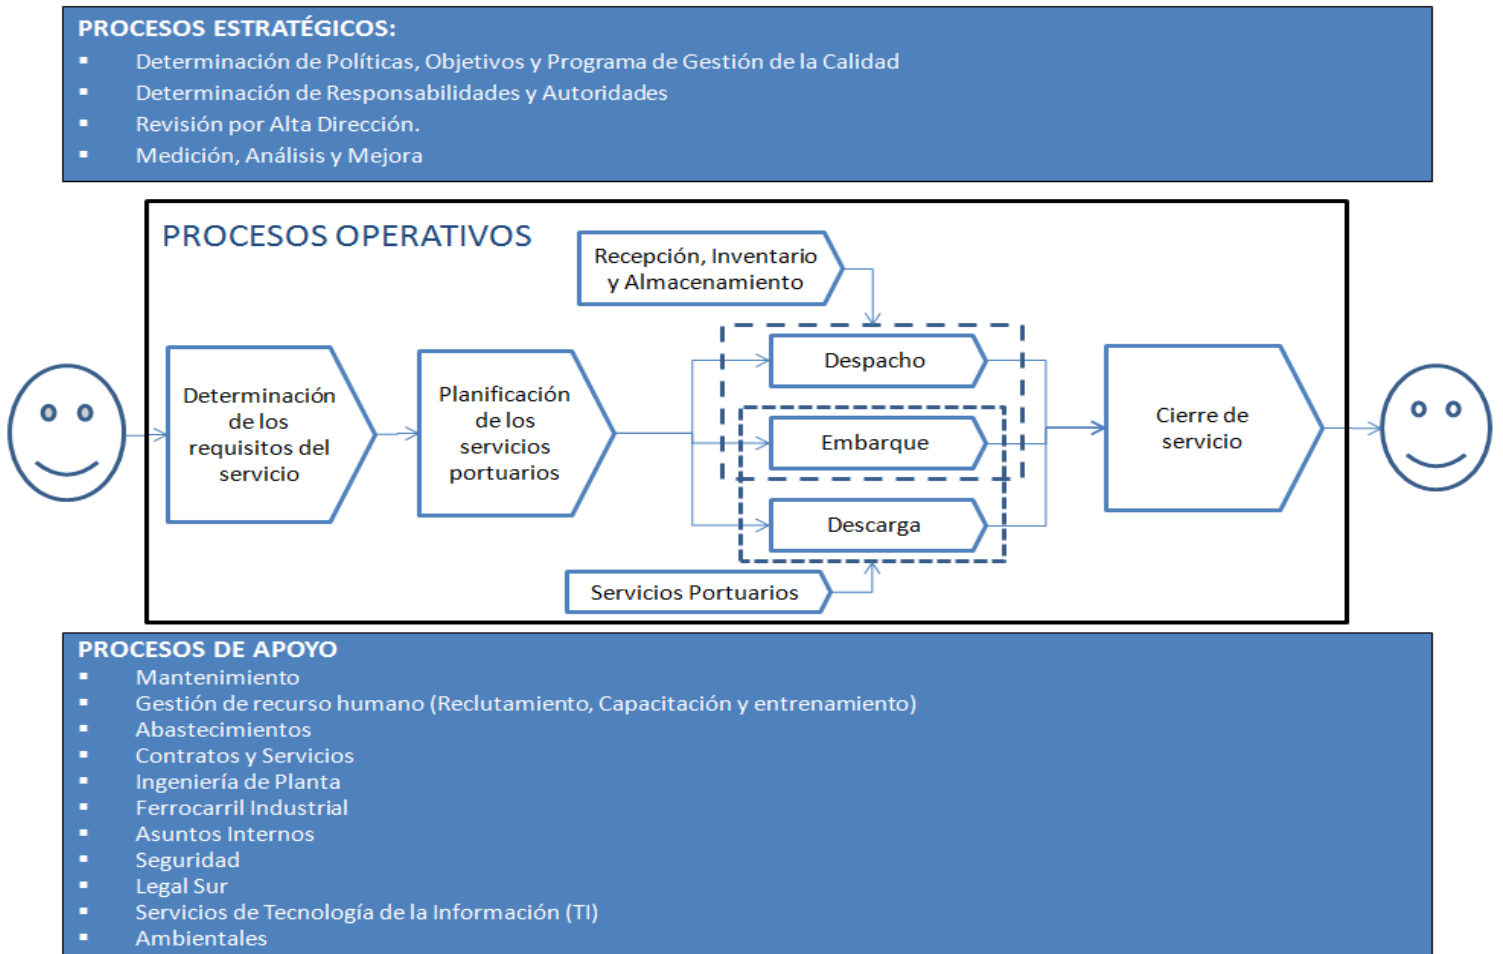 PROCESOS ESTRATÉGICOS:
▪ Determinación de Políticas, Objetivos y Programa de Gestión de la Calidad
▪ Determinación de Responsabilidades y Autoridades
▪ Revisión por Alta Dirección.
▪ Medición, Análisis y Mejora
PROCESOS OPERATIVOS
Recepción, Inventario
y Almacenamiento
Determinación
de los
requisitos del
servicio
Planificación
de los
servicios
portuarios
Despacho
Embarque
Descarga
Servicios Portuarios
Cierre de
servicio
PROCESOS DE APOYO
▪ Mantenimiento
▪ Gestión de recurso humano (Reclutamiento, Capacitación y entrenamiento)
▪ Abastecimientos
▪ Contratos y Servicios
▪ Ingeniería de Planta
▪ Ferrocarril Industrial
▪ Asuntos Internos
▪ Seguridad
▪ Legal Sur
▪ Servicios de Tecnología de la Información (TI)
▪ Ambientales